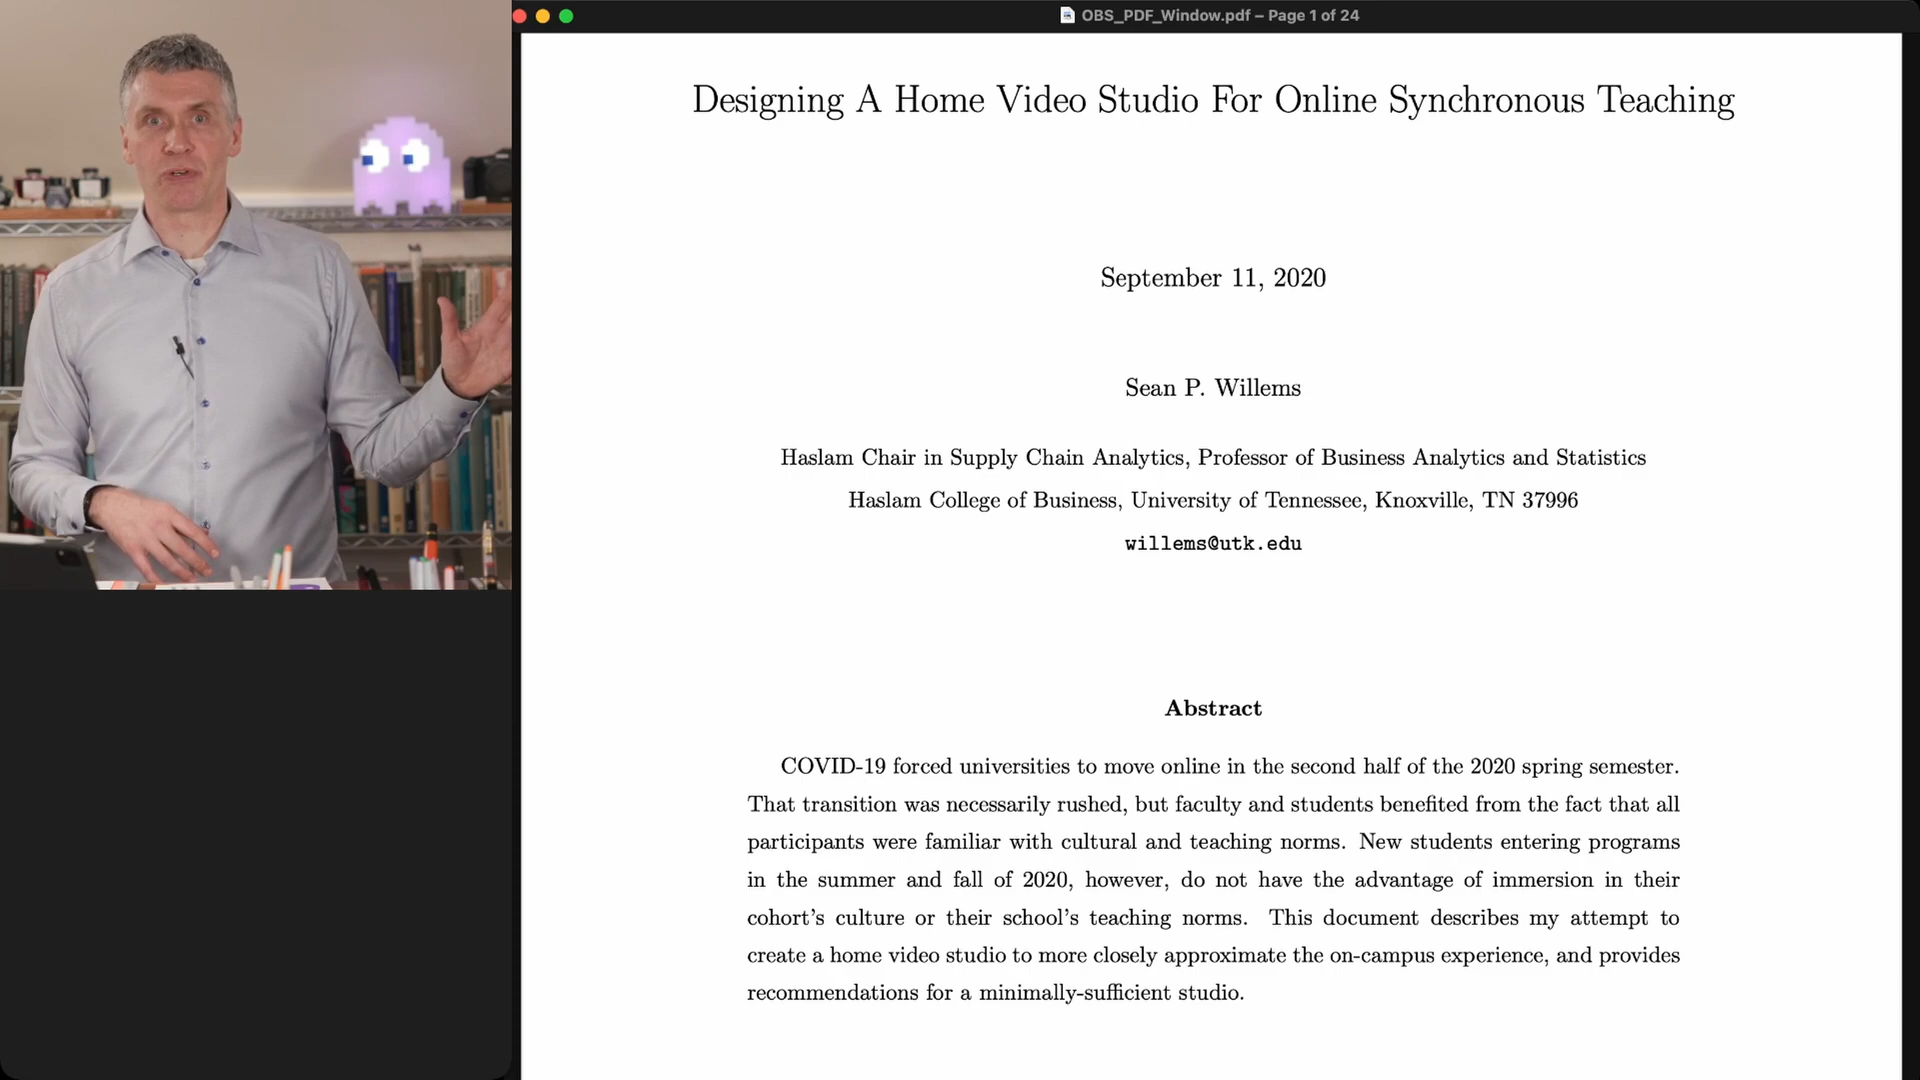 OBS_PDF_Window.pdf – Page 1 of 24
Designing A Home Video Studio For Online Synchronous Teaching
September 11, 2020
Sean P. Willems
Haslam Chair in Supply Chain Analytics, Professor of Business Analytics and Statistics
Haslam College of Business, University of Tennessee, Knoxville, TN 37996
willems@utk.edu
Abstract
COVID-19 forced universities to move online in the second half of the 2020 spring semester.
That transition was necessarily rushed, but faculty and students benefited from the fact that all
participants were familiar with cultural and teaching norms. New students entering programs
in the summer and fall of 2020, however, do not have the advantage of immersion in their
cohort's culture or their school's teaching norms. This document describes my attempt to
create a home video studio to more closely approximate the on-campus experience, and provides
recommendations for a minimally-sufficient studio.